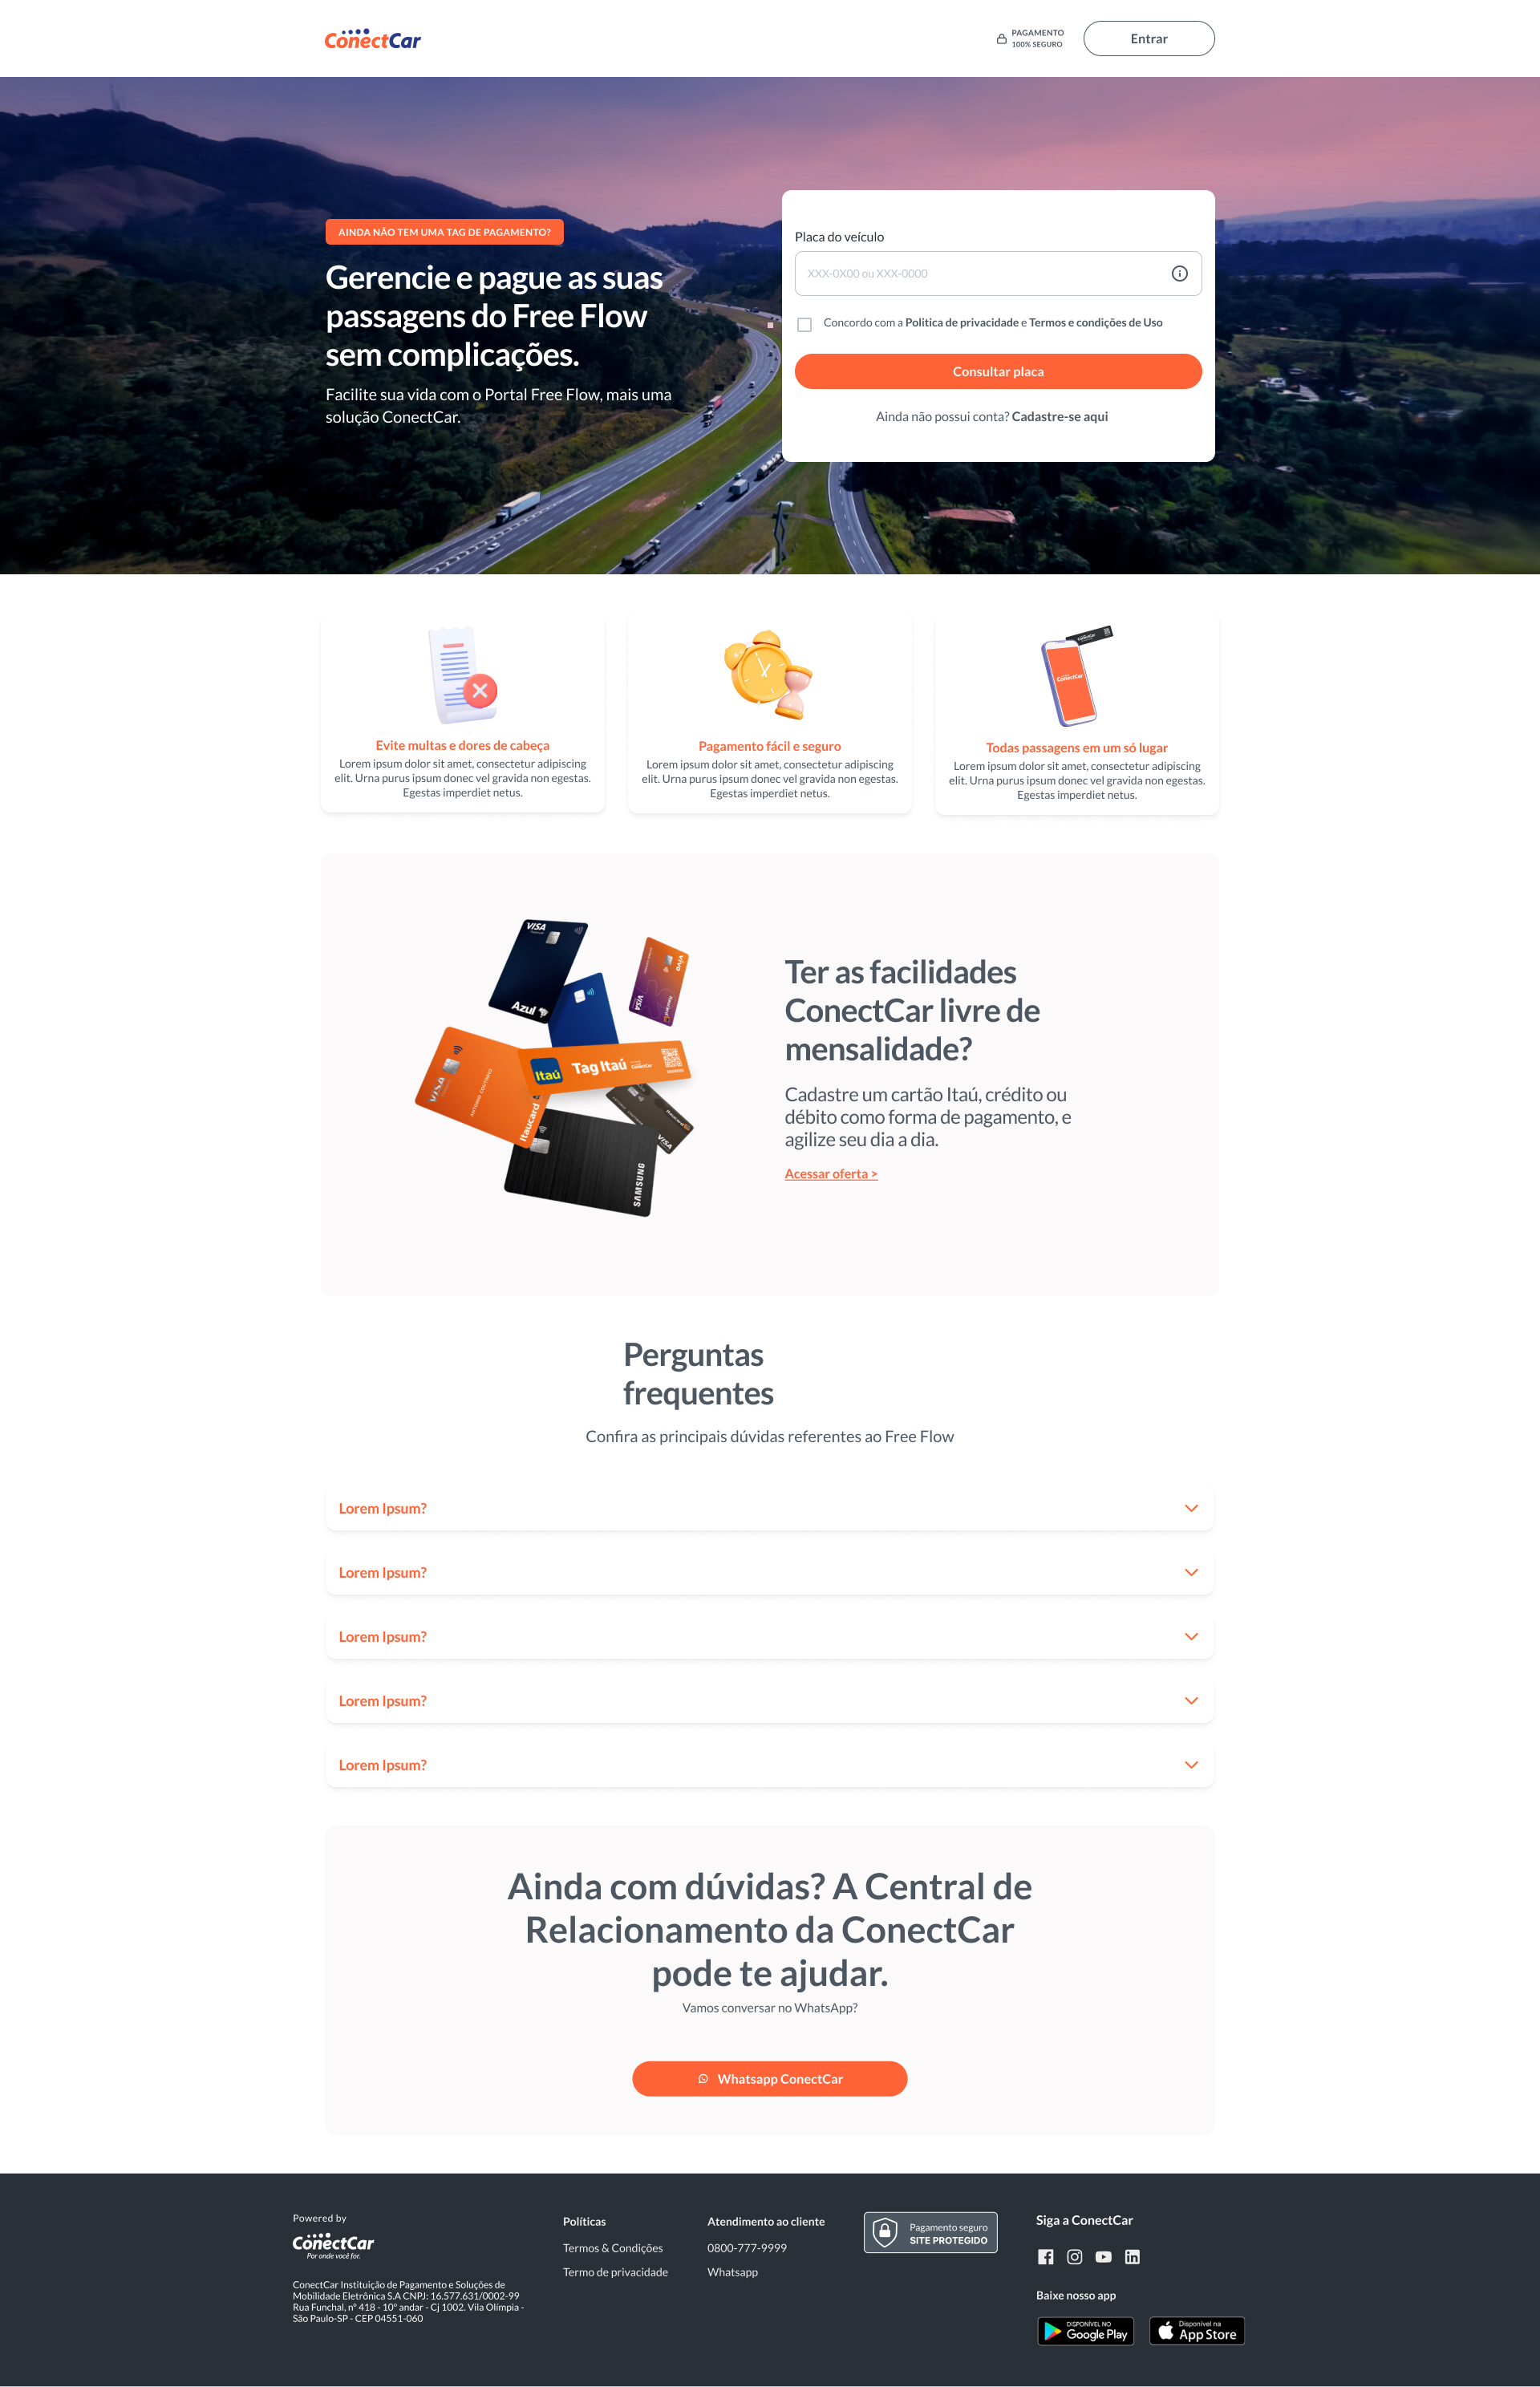 ConectCar
PAGAMENTO
100% SEGURO
Entrar
AINDA NÃO TEM UMA TAG DE PAGAMENTO?
Gerencie e pague as suas
passagens do Free Flow
sem complicações.
Facilite sua vida com o Portal Free Flow, mais uma
solução ConectCar.
Placa do veículo
XXX-0X00 ou XXX-0000
Concordo com a Politica de privacidade e Termos e condições de Uso
Consultar placa
Ainda não possui conta? Cadastre-se aqui
ConectCar
ConectCar
Evite multas e dores de cabeça
Lorem ipsum dolor sit amet, consectetur adipiscing
elit. Urna purus ipsum donec vel gravida non egestas.
Egestas imperdiet netus.
Pagamento fácil e seguro
Lorem ipsum dolor sit amet, consectetur adipiscing
elit. Urna purus ipsum donec vel gravida non egestas.
Egestas imperdiet netus.
Todas passagens em um só lugar
Lorem ipsum dolor sit amet, consectetur adipiscing
elit. Urna purus ipsum donec vel gravida non egestas.
Egestas imperdiet netus.
VISA
Azul
vivo
VISA
VISA
ANTONIO COUTINHO
Itaucard
Itaú
Tag Itaú
ConectCar
VISA
SAMSUNG
Ter as facilidades
ConectCar livre de
mensalidade?
Cadastre um cartão Itaú, crédito ou
débito como forma de pagamento, e
agilize seu dia a dia.
Acessar oferta >
Perguntas
frequentes
Confira as principais dúvidas referentes ao Free Flow
Lorem Ipsum?
Lorem Ipsum?
Lorem Ipsum?
Lorem Ipsum?
Lorem Ipsum?
Ainda com dúvidas? A Central de
Relacionamento da ConectCar
pode te ajudar.
Vamos conversar no WhatsApp?
Whatsapp ConectCar
Powered by
ConectCar
Por onde você for.
ConectCar Instituição de Pagamento e Soluções de
Mobilidade Eletrônica S.A CNPJ: 16.577.631/0002-99
Rua Funchal, nº 418 - 10º andar - Cj 1002. Vila Olímpia -
São Paulo-SP - CEP 04551-060
Políticas
Termos & Condições
Termo de privacidade
Atendimento ao cliente
0800-777-9999
Whatsapp
Pagamento seguro
SITE PROTEGIDO
Siga a ConectCar
Baixe nosso app
DISPONÍVEL NO
Google Play
Disponível na
App Store